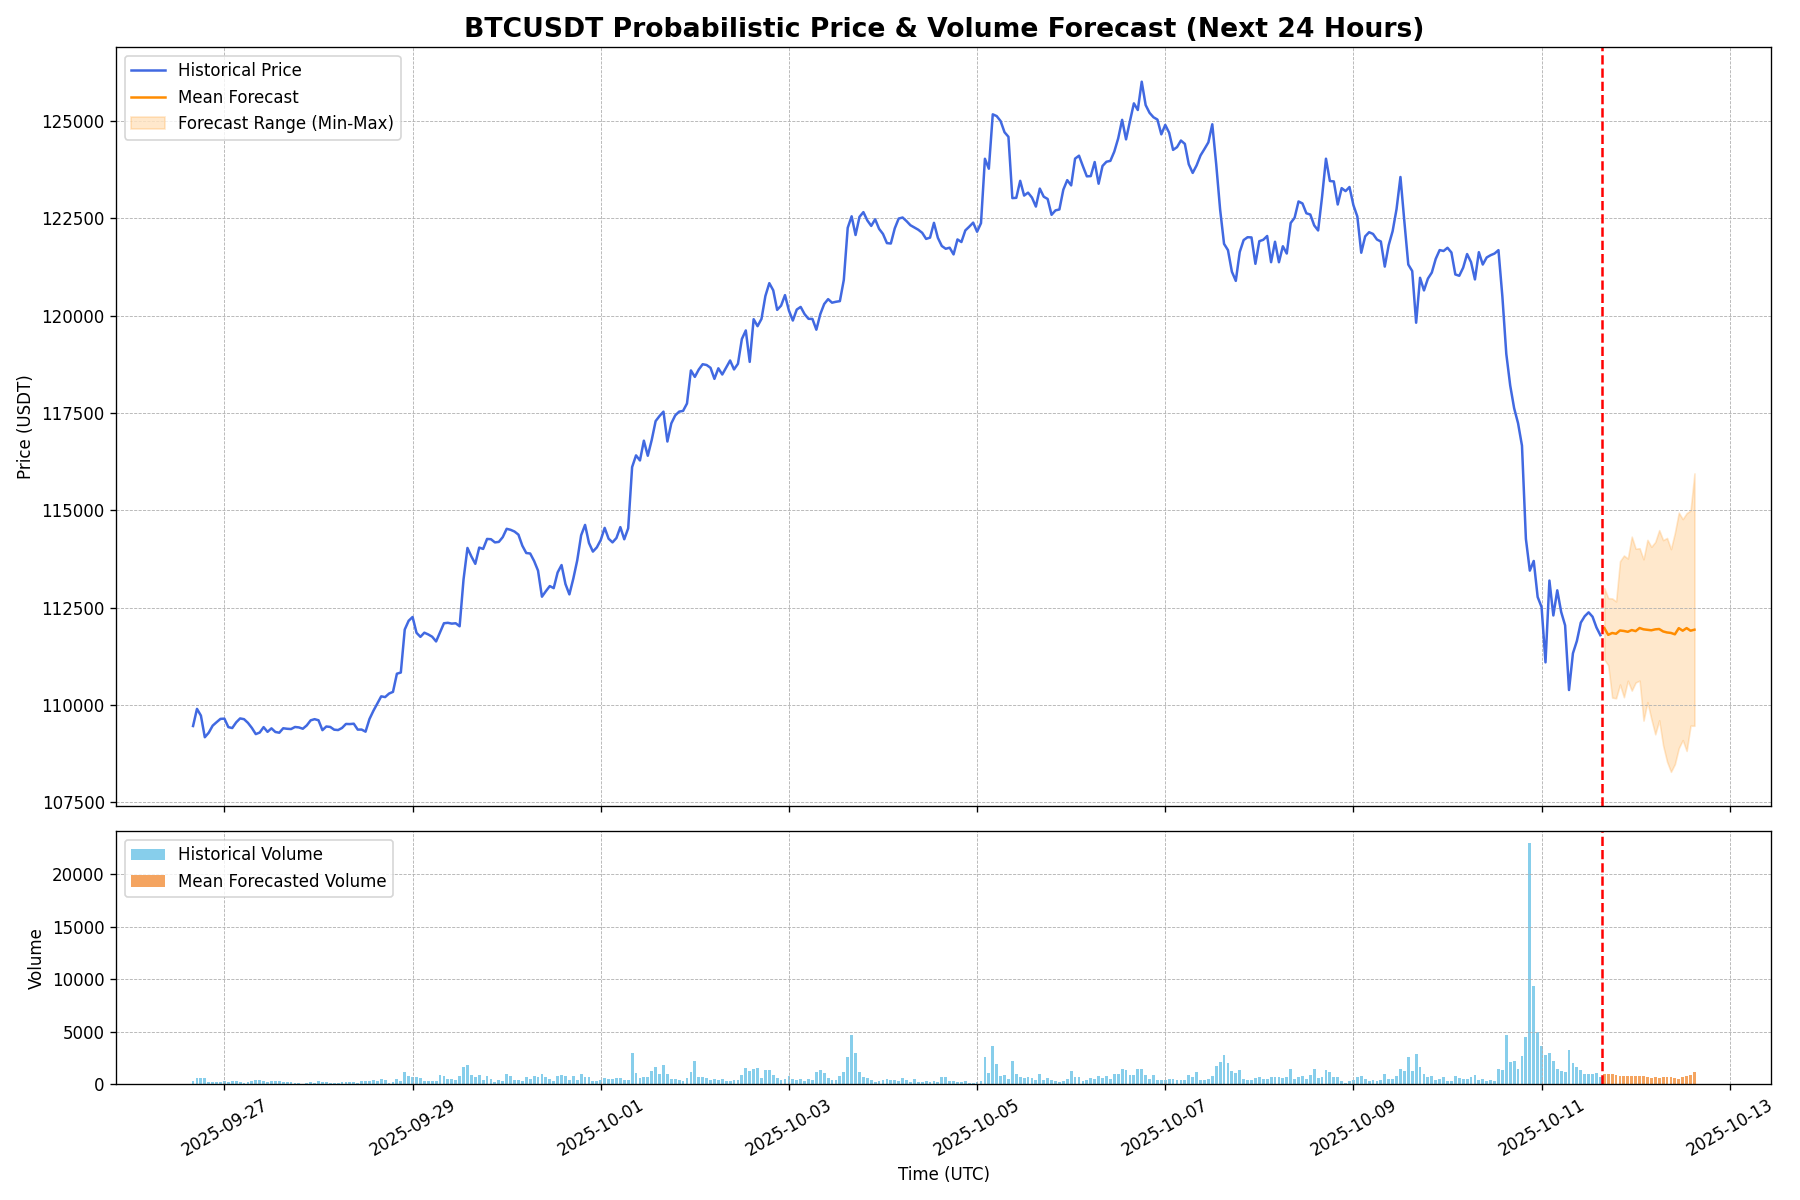 BTCUSDT Probabilistic Price & Volume Forecast (Next 24 Hours)
Historical Price
Mean Forecast
Forecast Range (Min-Max)
125000
122500
120000
117500
115000
112500
110000
107500
Price (USDT)
Historical Volume
Mean Forecasted Volume
20000
15000
10000
5000
0
Volume
2025-09-27
2025-09-29
2025-10-01
2025-10-03
2025-10-05
2025-10-07
2025-10-09
2025-10-11
2025-10-13
Time (UTC)